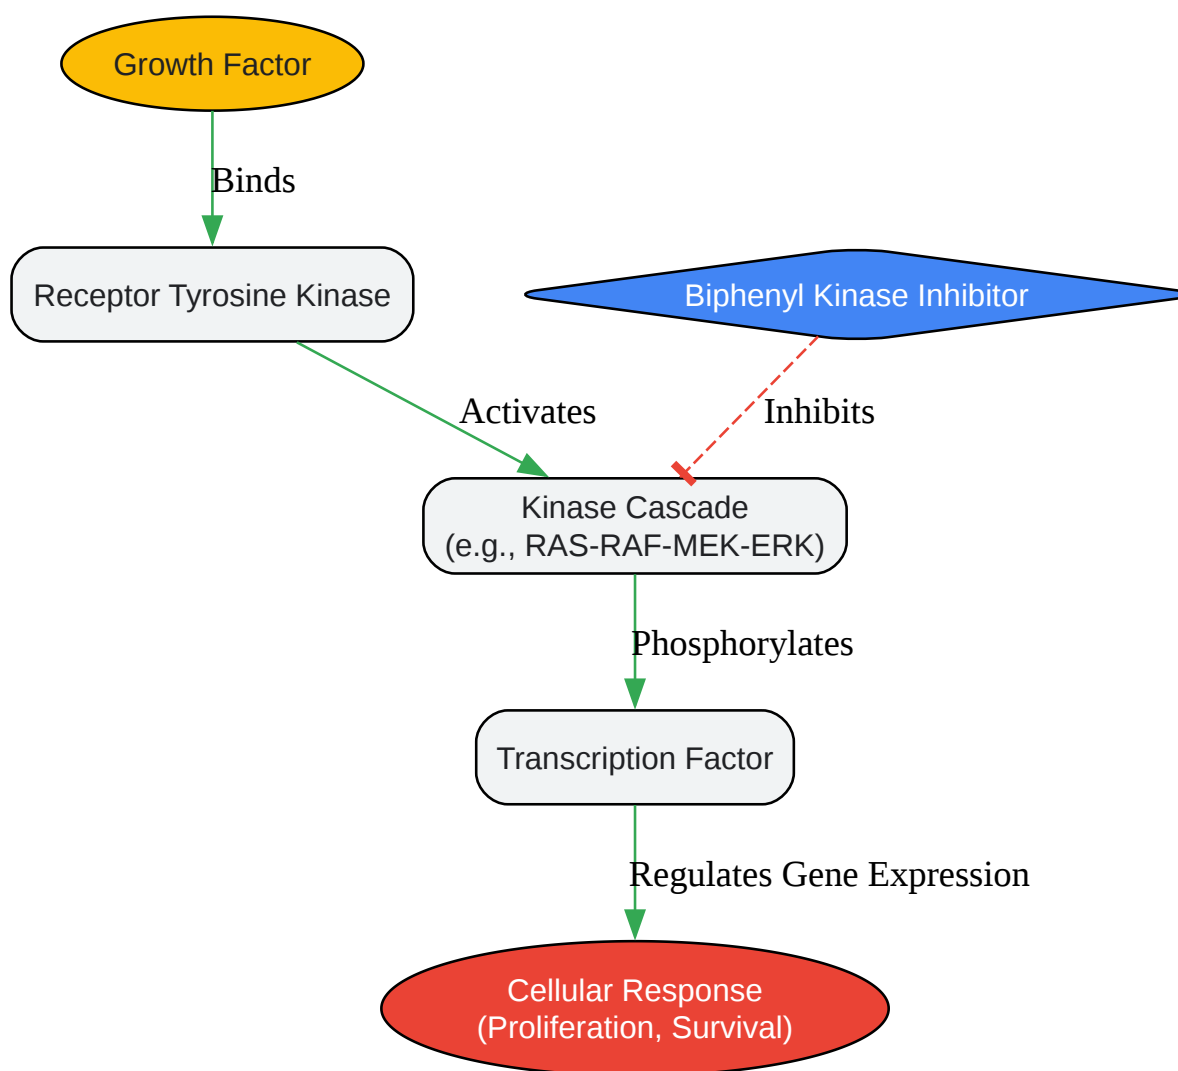 Growth Factor
Binds
Receptor Tyrosine Kinase
Biphenyl Kinase Inhibitor
Activates
Inhibits
Kinase Cascade
(e.g., RAS-RAF-MEK-ERK)
Phosphorylates
Transcription Factor
Regulates Gene Expression
Cellular Response
(Proliferation, Survival)